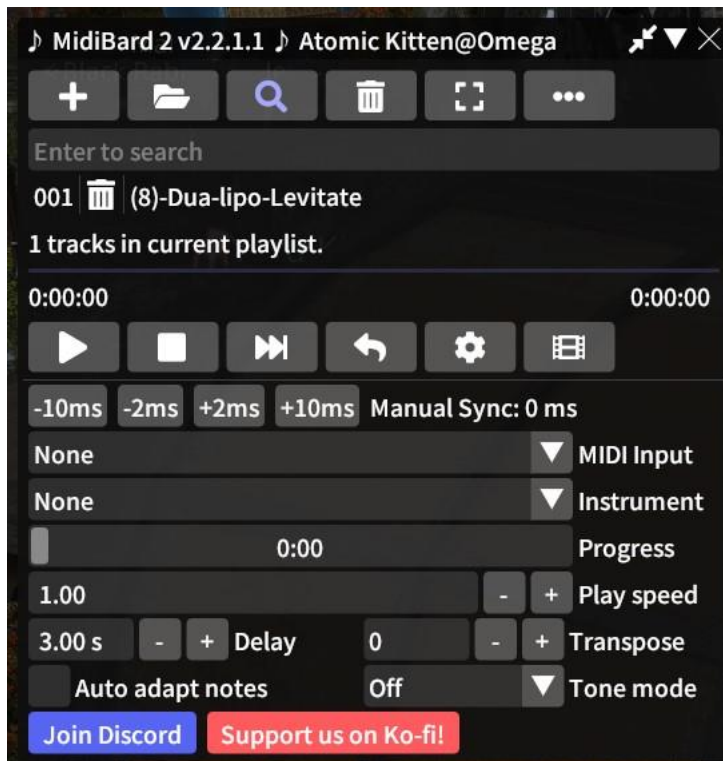 ♪ MidiBard 2 v2.2.1.1 ♪ Atomic Kitten@Omega
Enter to search
001 (8)-Dua-lipo-Levitate
1 tracks in current playlist.
0:00:00 0:00:00
-10ms -2ms +2ms +10ms Manual Sync: 0 ms
None MIDI Input
None Instrument
0:00 Progress
1.00 - + Play speed
3.00 s - + Delay 0 - + Transpose
Auto adapt notes Off Tone mode
Join Discord Support us on Ko-fi!